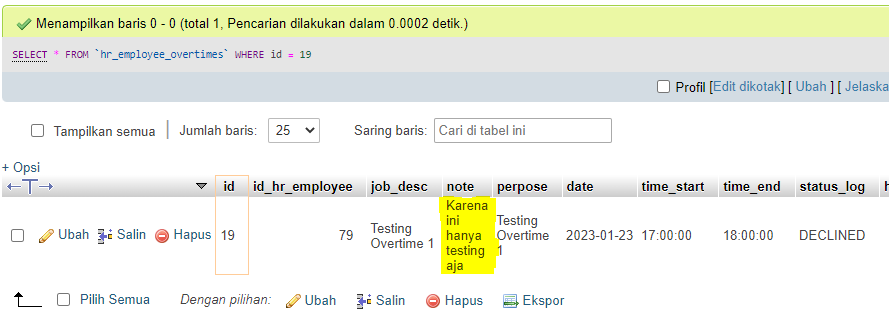 Menampilkan baris 0 - 0 (total 1, Pencarian dilakukan dalam 0.0002 detik.)
SELECT * FROM `hr_employee_overtimes` WHERE id = 19
Profil [Edit dikotak] [ Ubah ] [ Jelaska
Tampilkan semua | Jumlah baris: 25 Saring baris: Cari di tabel ini
+ Opsi
←T→ id id_hr_employee job_desc note perpose date time_start time_end status_log h
Ubah Salin Hapus 19 79 Testing Overtime 1 Karena ini hanya testing aja Testing Overtime 1 2023-01-23 17:00:00 18:00:00 DECLINED
Pilih Semua Dengan pilihan: Ubah Salin Hapus Ekspor